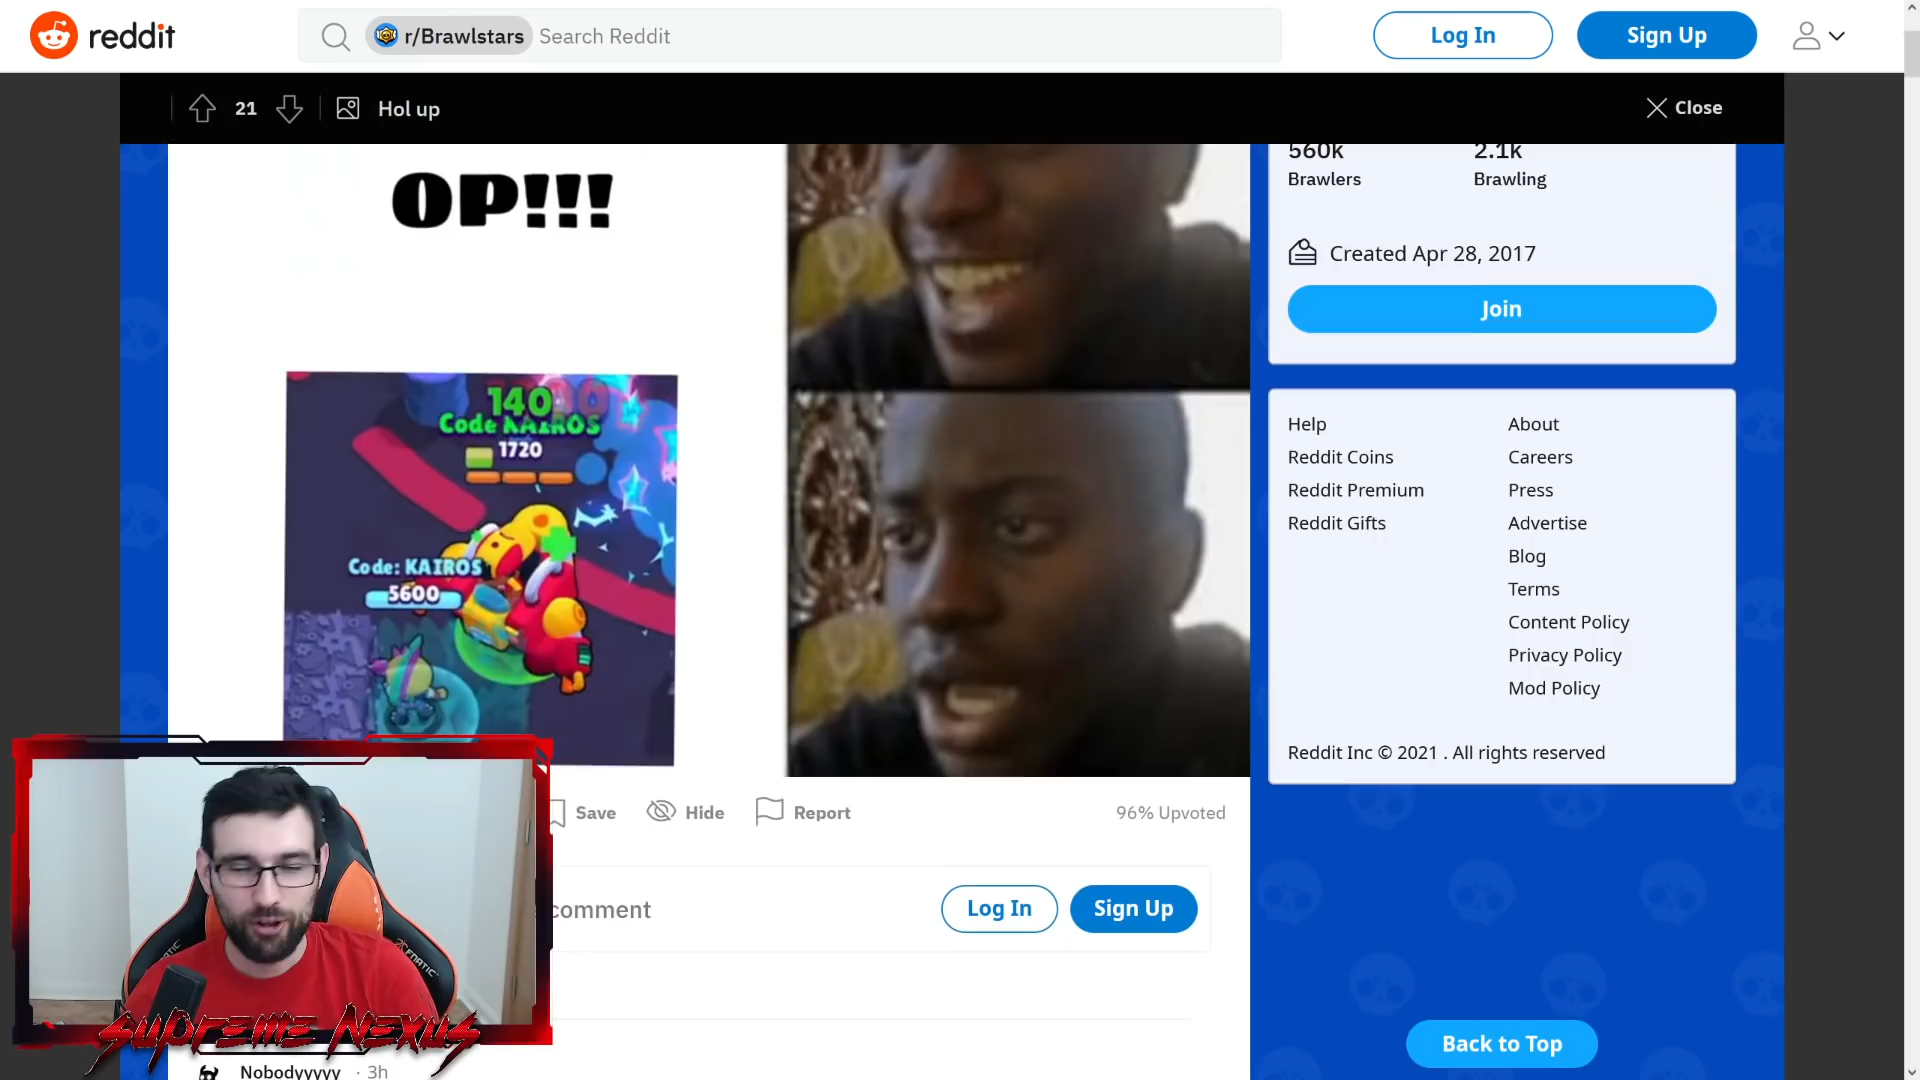 reddit
r/Brawlstars Search Reddit
Log In
Sign Up
21
Hol up
Close
OP!!!
560k
Brawlers
2.1k
Brawling
Created Apr 28, 2017
Join
140
Code KAIROS
1720
Code: KAIROS
5600
Help
Reddit Coins
Reddit Premium
Reddit Gifts
About
Careers
Press
Advertise
Blog
Terms
Content Policy
Privacy Policy
Mod Policy
Reddit Inc © 2021 . All rights reserved
Save
Hide
Report
96% Upvoted
comment
Log In
Sign Up
FNATIC
SUPREME NEXUS
Nobodyyyyy · 3h
Back to Top